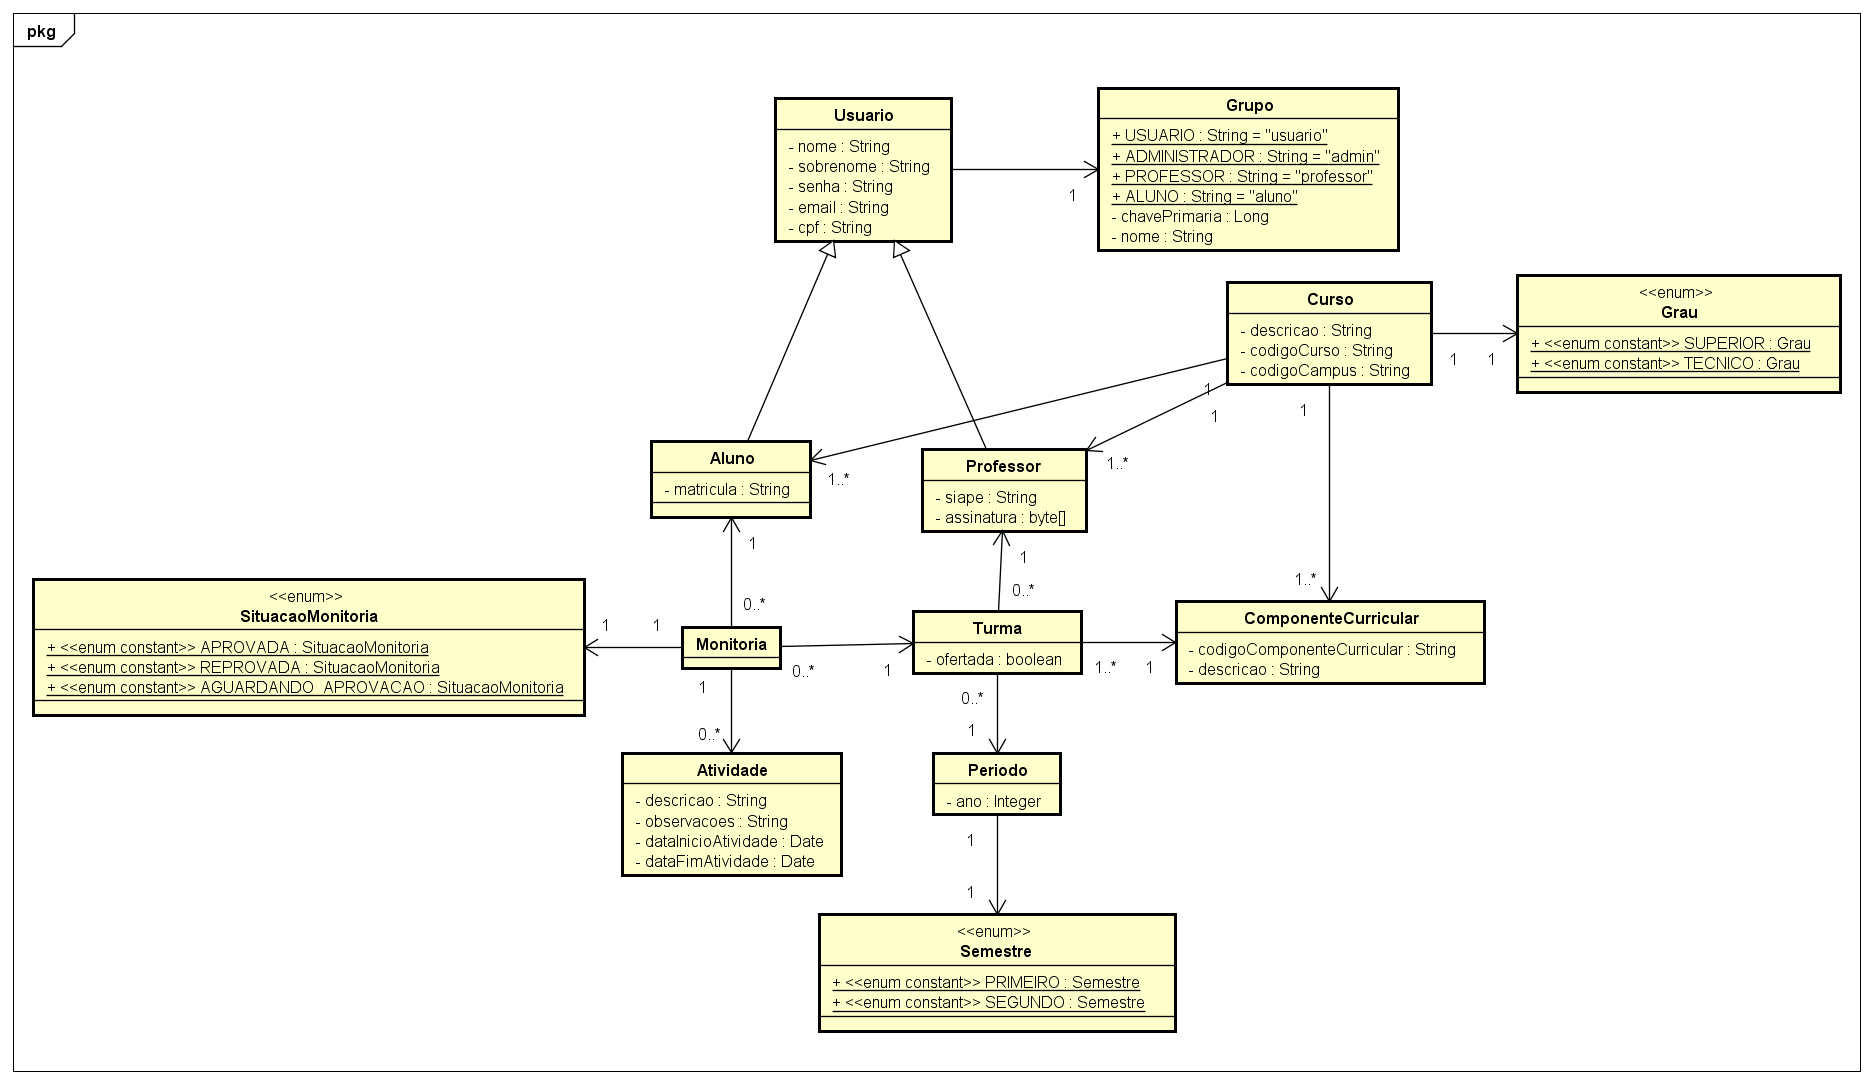 pkg
Usuario
- nome : String
- sobrenome : String
- senha : String
- email : String
- cpf : String
1
Grupo
+ USUARIO : String = "usuario"
+ ADMINISTRADOR : String = "admin"
+ PROFESSOR : String = "professor"
+ ALUNO : String = "aluno"
- chavePrimaria : Long
- nome : String
Curso
- descricao : String
- codigoCurso : String
- codigoCampus : String
1
1
<<enum>>
Grau
+ <<enum constant>> SUPERIOR : Grau
+ <<enum constant>> TECNICO : Grau
1
1
1
Aluno
- matricula : String
1..*
Professor
- siape : String
- assinatura : byte[]
1..*
1
0..*
1
0..*
1..*
<<enum>>
SituacaoMonitoria
+ <<enum constant>> APROVADA : SituacaoMonitoria
+ <<enum constant>> REPROVADA : SituacaoMonitoria
+ <<enum constant>> AGUARDANDO_APROVACAO : SituacaoMonitoria
1
1
Monitoria
0..*
1
Turma
- ofertada : boolean
1..*
1
ComponenteCurricular
- codigoComponenteCurricular : String
- descricao : String
1
0..*
0..*
1
Atividade
- descricao : String
- observacoes : String
- dataInicioAtividade : Date
- dataFimAtividade : Date
Periodo
- ano : Integer
1
1
<<enum>>
Semestre
+ <<enum constant>> PRIMEIRO : Semestre
+ <<enum constant>> SEGUNDO : Semestre